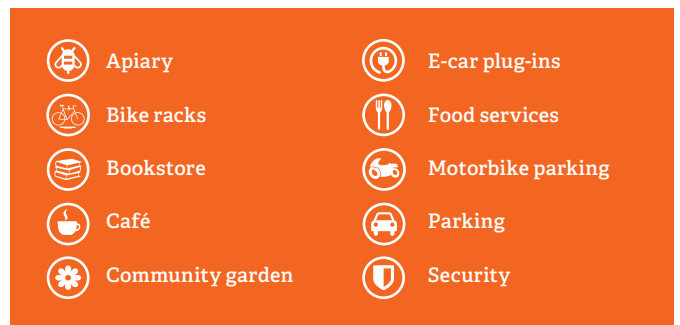 Apiary
Bike racks
Bookstore
Café
Community garden
E-car plug-ins
Food services
Motorbike parking
Parking
Security